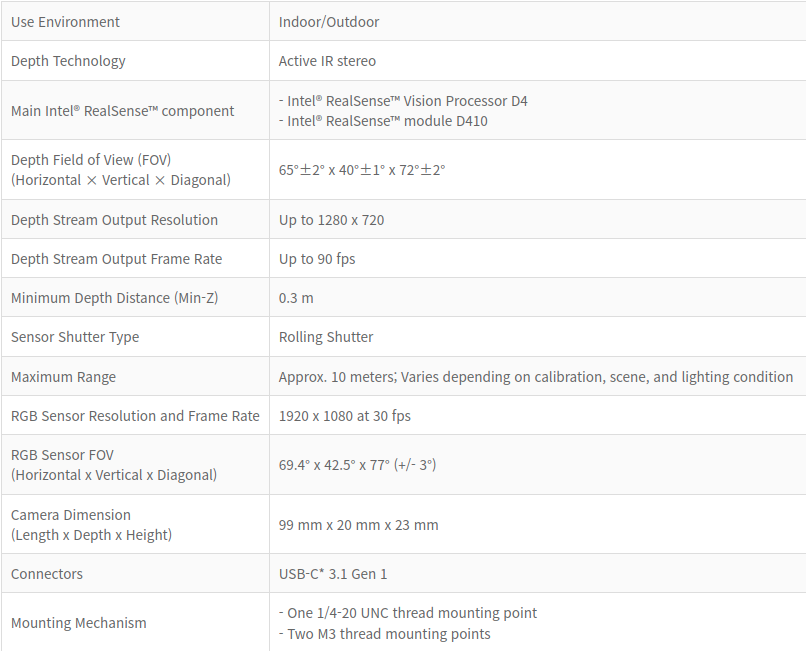 Use Environment
Indoor/Outdoor
Depth Technology
Active IR stereo
Main Intel® RealSense™ component
- Intel® RealSense™ Vision Processor D4
- Intel® RealSense™ module D410
Depth Field of View (FOV)
(Horizontal × Vertical × Diagonal)
65°±2° x 40°±1° x 72°±2°
Depth Stream Output Resolution
Up to 1280 x 720
Depth Stream Output Frame Rate
Up to 90 fps
Minimum Depth Distance (Min-Z)
0.3 m
Sensor Shutter Type
Rolling Shutter
Maximum Range
Approx. 10 meters; Varies depending on calibration, scene, and lighting condition
RGB Sensor Resolution and Frame Rate
1920 x 1080 at 30 fps
RGB Sensor FOV
(Horizontal x Vertical x Diagonal)
69.4° x 42.5° x 77° (+/- 3°)
Camera Dimension
(Length x Depth x Height)
99 mm x 20 mm x 23 mm
Connectors
USB-C* 3.1 Gen 1
Mounting Mechanism
- One 1/4-20 UNC thread mounting point
- Two M3 thread mounting points